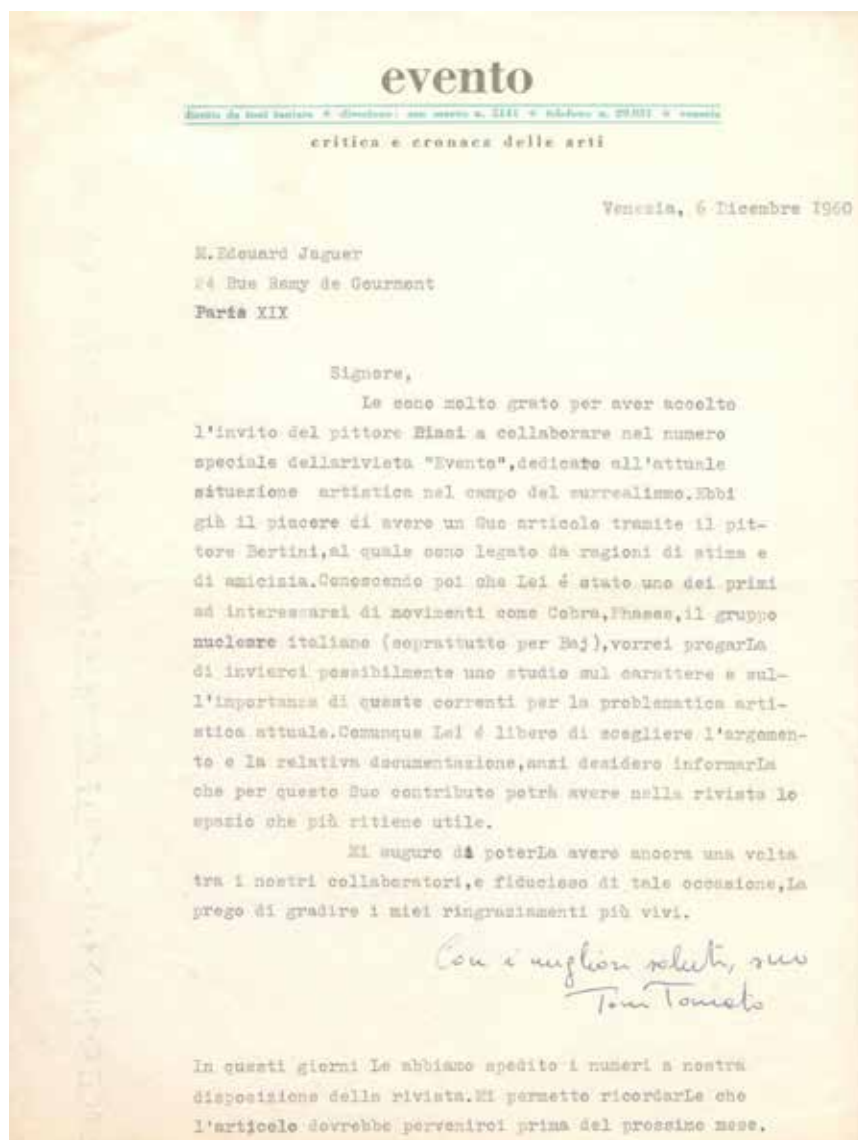 evento
diretto da toni toniato * direzione: san marco n. 2141 * telefono n. * venezia
critica e cronaca delle arti
Venezia, 6 Dicembre 1960
M.Edouard Jaguer
24 Rue Remy de Gourmont
Paris XIX
Signore,
Le sono molto grato per aver accolto
l'invito del pittore Biasi a collaborare nel numero
speciale dellarivista "Evento",dedicato all'attuale
situazione artistica nel campo del surrealismo.Ebbi
già il piacere di avere un Suo articolo tramite il pit-
tore Bertini,al quale sono legato da ragioni di stima e
di amicizia.Conoscendo poi che Lei é stato uno dei primi
ad interessarsi di movimenti come Cobra,Phases,il gruppo
nucleare italiano (soprattutto per Baj),vorrei pregarLa
di inviarci possibilmente uno studio sul carattere e sul-
l'importanza di queste correnti per la problematica arti-
stica attuale.Comunque Lei é libero di scegliere l'argomen-
to e la relativa documentazione,anzi desidero informarLa
che per questo Suo contributo potrà avere nella rivista lo
spazio che più ritiene utile.
Mi auguro di poterLa avere ancora una volta
tra i nostri collaboratori,e fiducioso di tale occasione,La
prego di gradire i miei ringraziamenti più vivi.
Con i migliori saluti, suo
Toni Toniato
In questi giorni Le abbiamo spedito i numeri a nostra
disposizione della rivista.Mi permetto ricordarLe che
l'articolo dovrebbe pervenirci prima del prossimo mese.